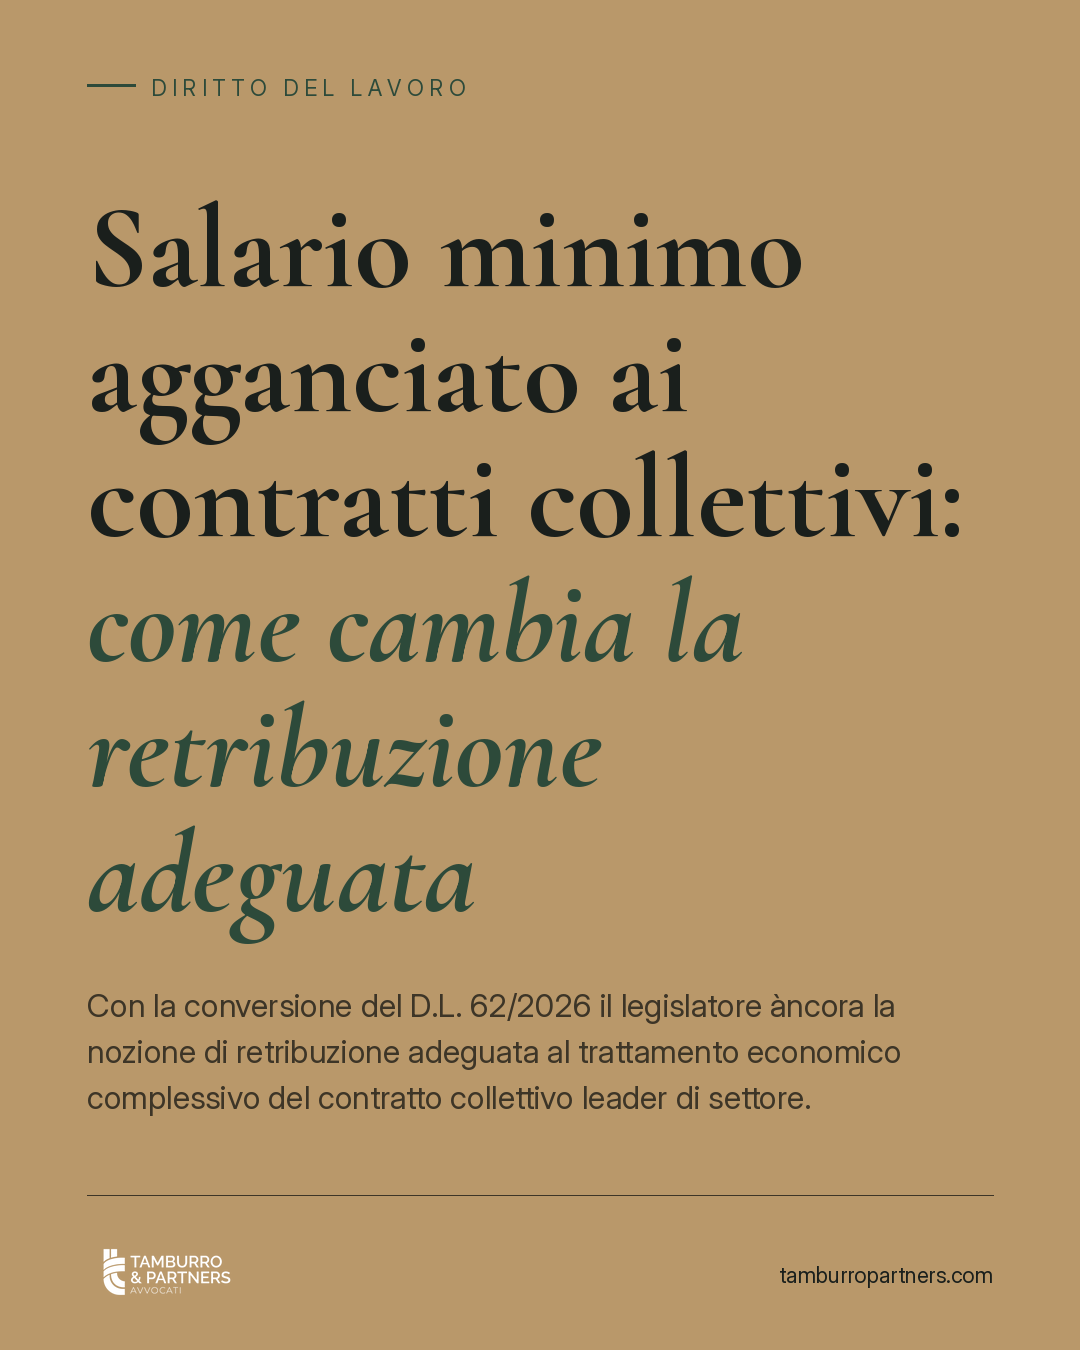 DIRITTO DEL LAVORO
Salario minimo
agganciato ai
contratti collettivi:
come cambia la
retribuzione
adeguata
Con la conversione del D.L. 62/2026 il legislatore àncora la
nozione di retribuzione adeguata al trattamento economico
complessivo del contratto collettivo leader di settore.
TAMBURRO
& PARTNERS
AVVOCATI
tamburropartners.com